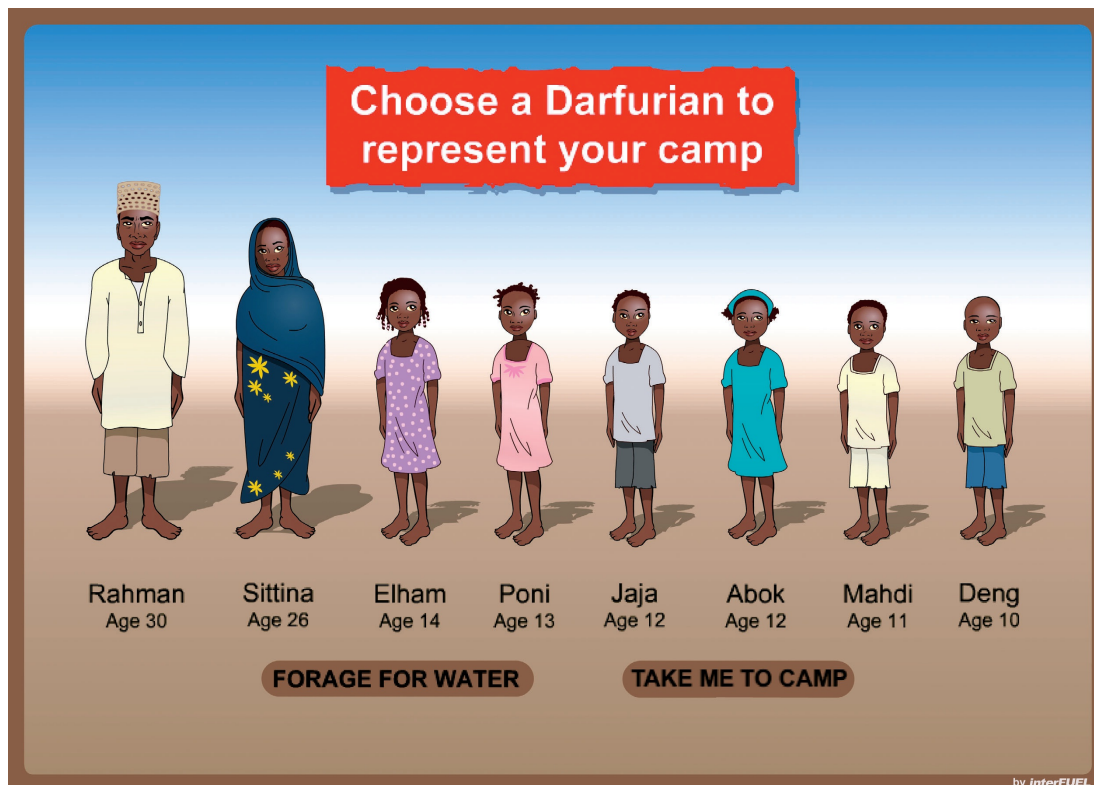 Choose a Darfurian to
represent your camp
Rahman
Age 30
Sittina
Age 26
Elham
Age 14
Poni
Age 13
Jaja
Age 12
Abok
Age 12
Mahdi
Age 11
Deng
Age 10
FORAGE FOR WATER
TAKE ME TO CAMP
by interFUEL